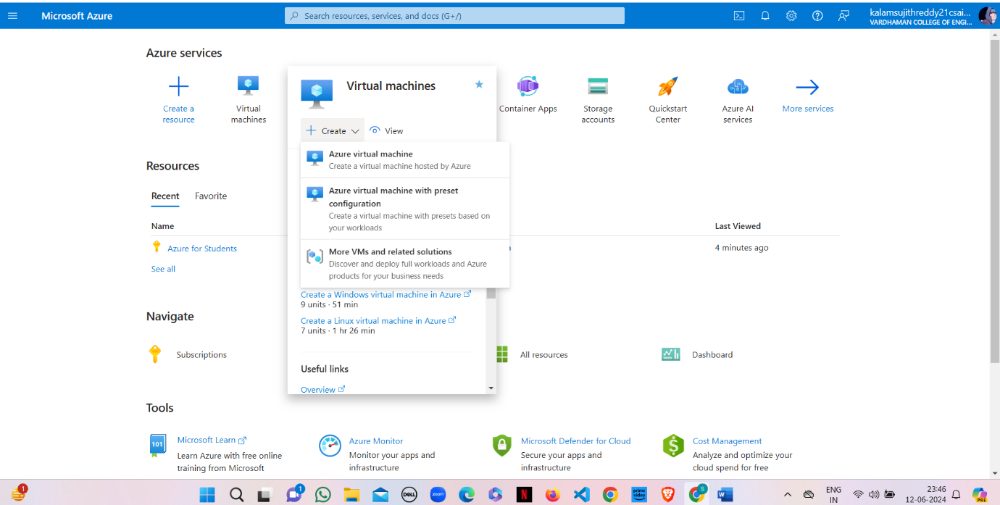 Microsoft Azure
Search resources, services, and docs (G+/)
kalamsujithreddy21csai...
VARDHAMAN COLLEGE OF ENGI...
Azure services
Create a
resource
Virtual
machines
Virtual machines
Container Apps
Storage
accounts
Quickstart
Center
Azure AI
services
More services
Create
View
Azure virtual machine
Create a virtual machine hosted by Azure
Azure virtual machine with preset
configuration
Create a virtual machine with presets based on
your workloads
More VMs and related solutions
Discover and deploy full workloads and Azure
products for your business needs
Create a Windows virtual machine in Azure
9 units · 51 min
Create a Linux virtual machine in Azure
7 units · 1 hr 26 min
Useful links
Overview
Resources
Recent Favorite
Name
Last Viewed
Azure for Students
4 minutes ago
See all
Navigate
Subscriptions
All resources
Dashboard
Tools
101
Microsoft Learn
Learn Azure with free online
training from Microsoft
Azure Monitor
Monitor your apps and
infrastructure
Microsoft Defender for Cloud
Secure your apps and
infrastructure
Cost Management
Analyze and optimize your
cloud spend for free
1
1
DELL
zoom
N
prime
video
S
W
ENG
IN
23:46
12-06-2024
PRE